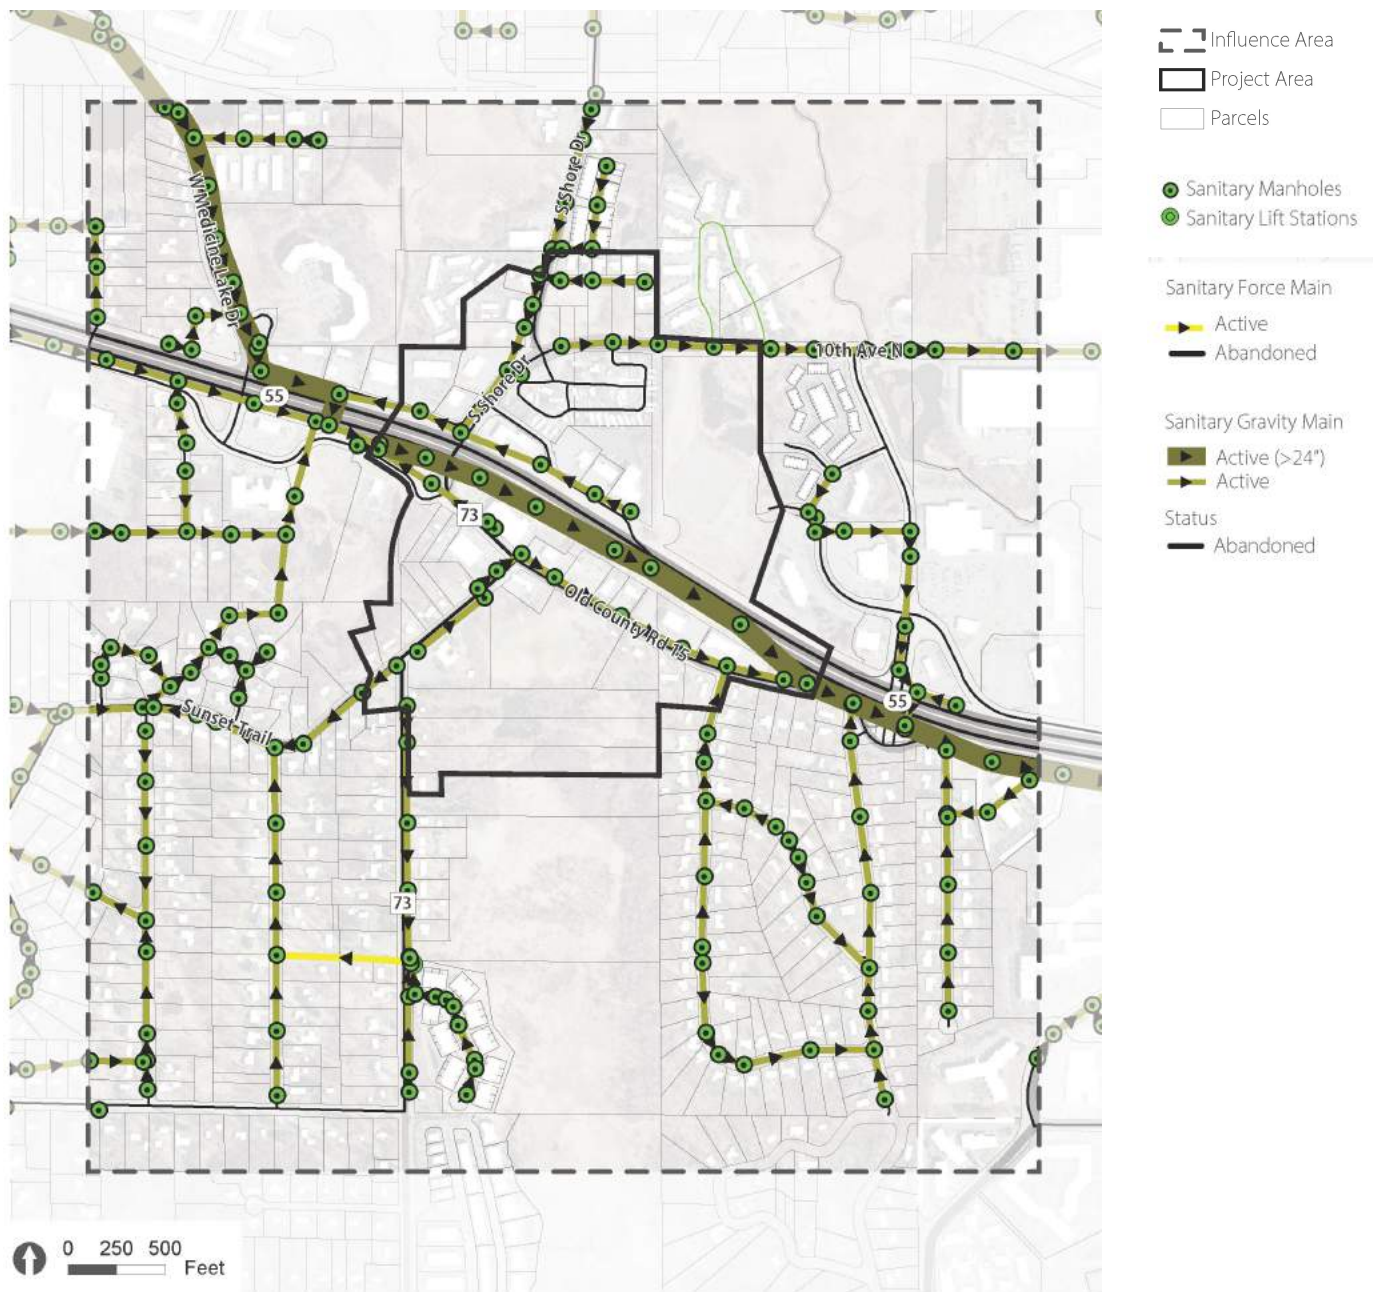 Influence Area
Project Area
Parcels
Sanitary Manholes
Sanitary Lift Stations
Sanitary Force Main
Active
Abandoned
Sanitary Gravity Main
Active (>24")
Active
Status
Abandoned
S Shore Dr
W Medicine Lake Dr
10th Ave N
55
S Shore Dr
73
Old County Rd 15
55
Sunset Trail
73
0 250 500
Feet